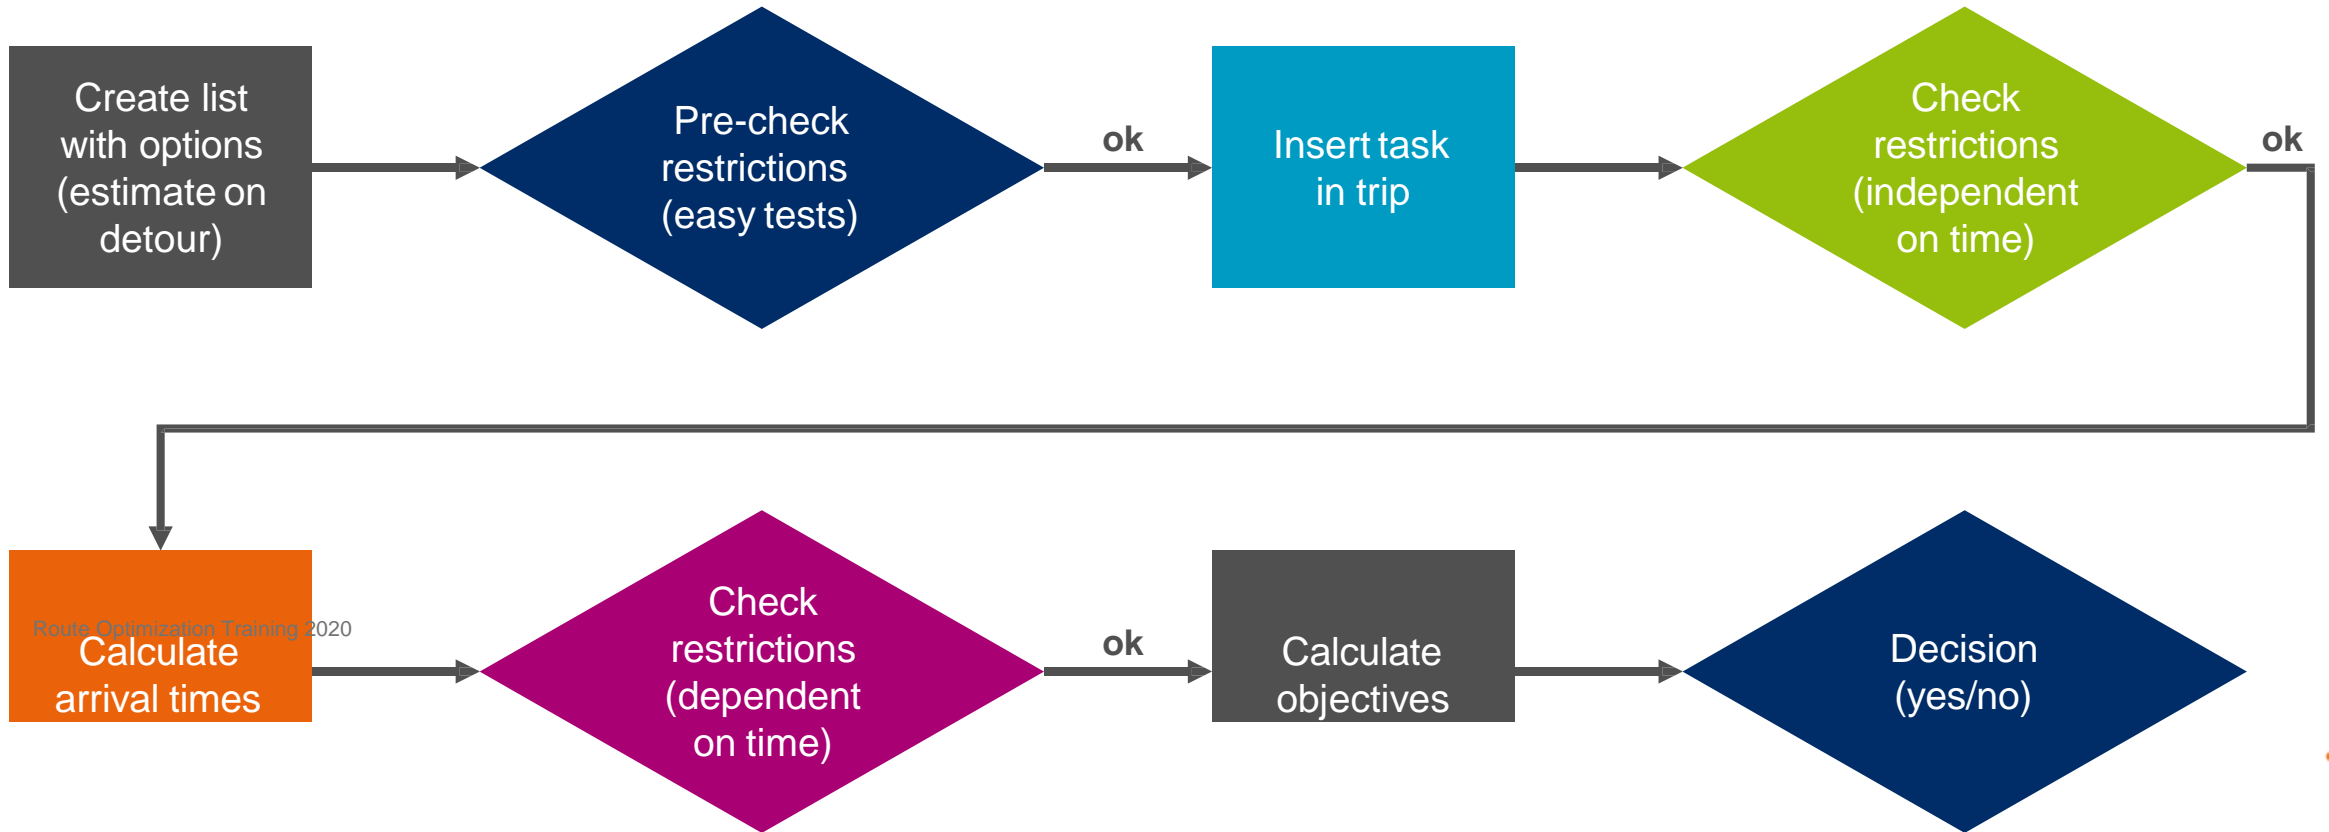 Create list
with options
(estimate on
detour)
Pre-check
restrictions
(easy tests)
ok
Insert task
in trip
Check
restrictions
(independent
on time)
ok
Route Optimization Training 2020
Calculate
arrival times
Check
restrictions
(dependent
on time)
ok
Calculate
objectives
Decision
(yes/no)